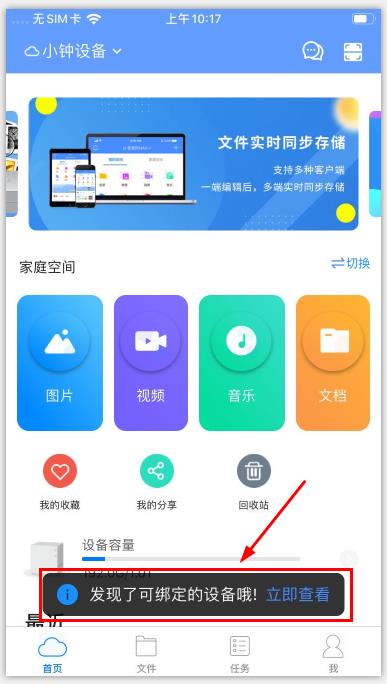 无SIM卡 上午10:17
小钟设备
文件实时同步存储
支持多种客户端
一端编辑后，多端实时同步存储
家庭空间 切换
图片 视频 音乐 文档
我的收藏 我的分享 回收站
设备容量
发现了可绑定的设备哦! 立即查看
最近
首页 文件 任务 我